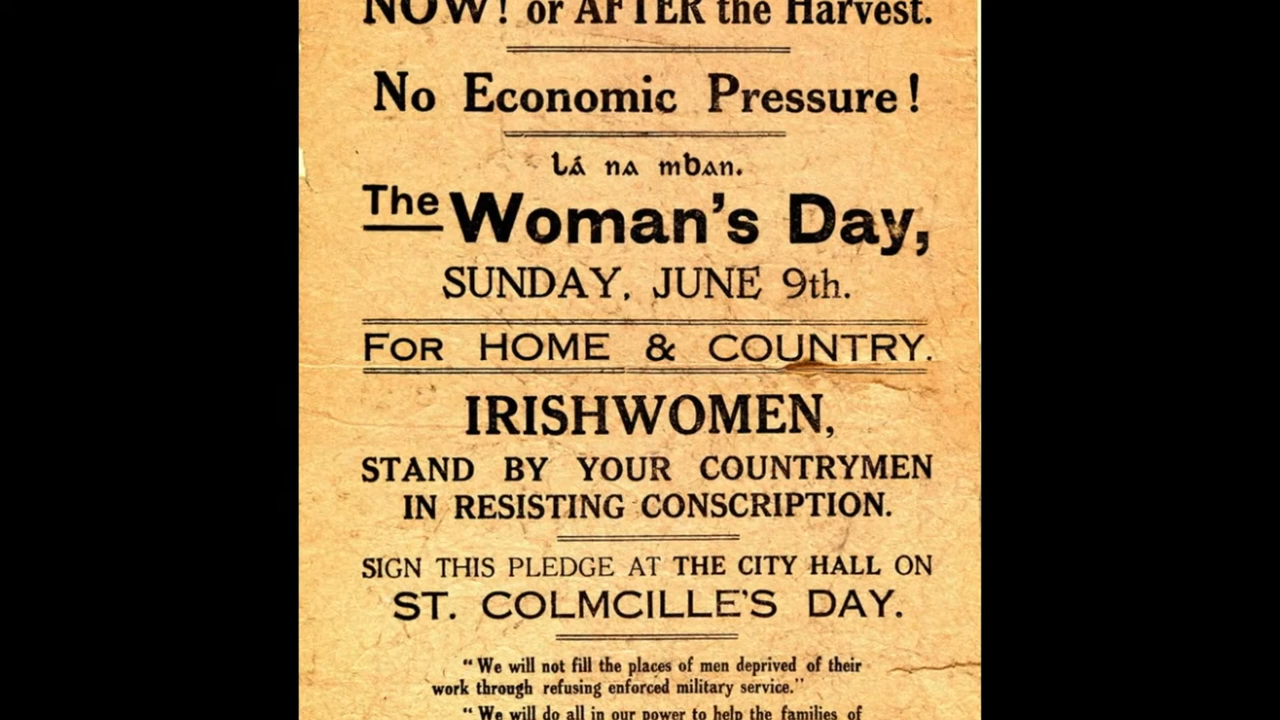 NOW! or AFTER the Harvest.
No Economic Pressure!
Lá na mban.
The Woman's Day,
SUNDAY, JUNE 9th.
FOR HOME & COUNTRY.
IRISHWOMEN,
STAND BY YOUR COUNTRYMEN
IN RESISTING CONSCRIPTION.
SIGN THIS PLEDGE AT THE CITY HALL ON
ST. COLMCILLE'S DAY.
“We will not fill the places of men deprived of their
work through refusing enforced military service.”
“We will do all in our power to help the families of